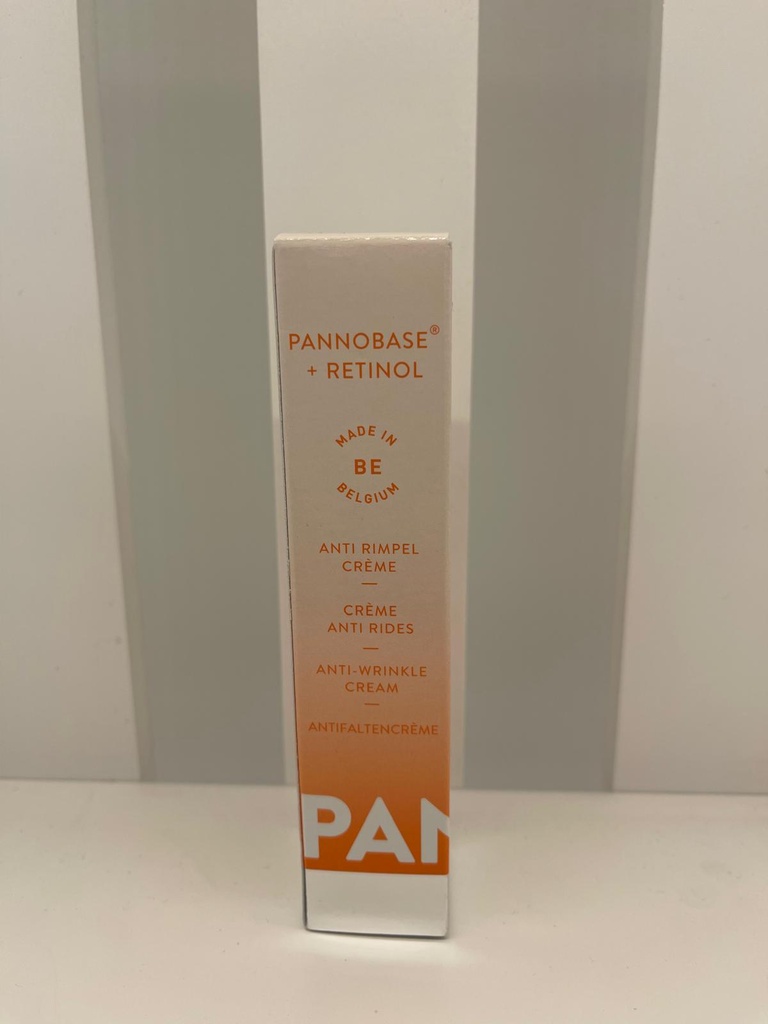 PANNOBASE®
+ RETINOL
MADE IN
BE
BELGIUM
ANTI RIMPEL
CRÈME
—
CRÈME
ANTI RIDES
—
ANTI-WRINKLE
CREAM
—
ANTIFALTENCRÈME
PAN